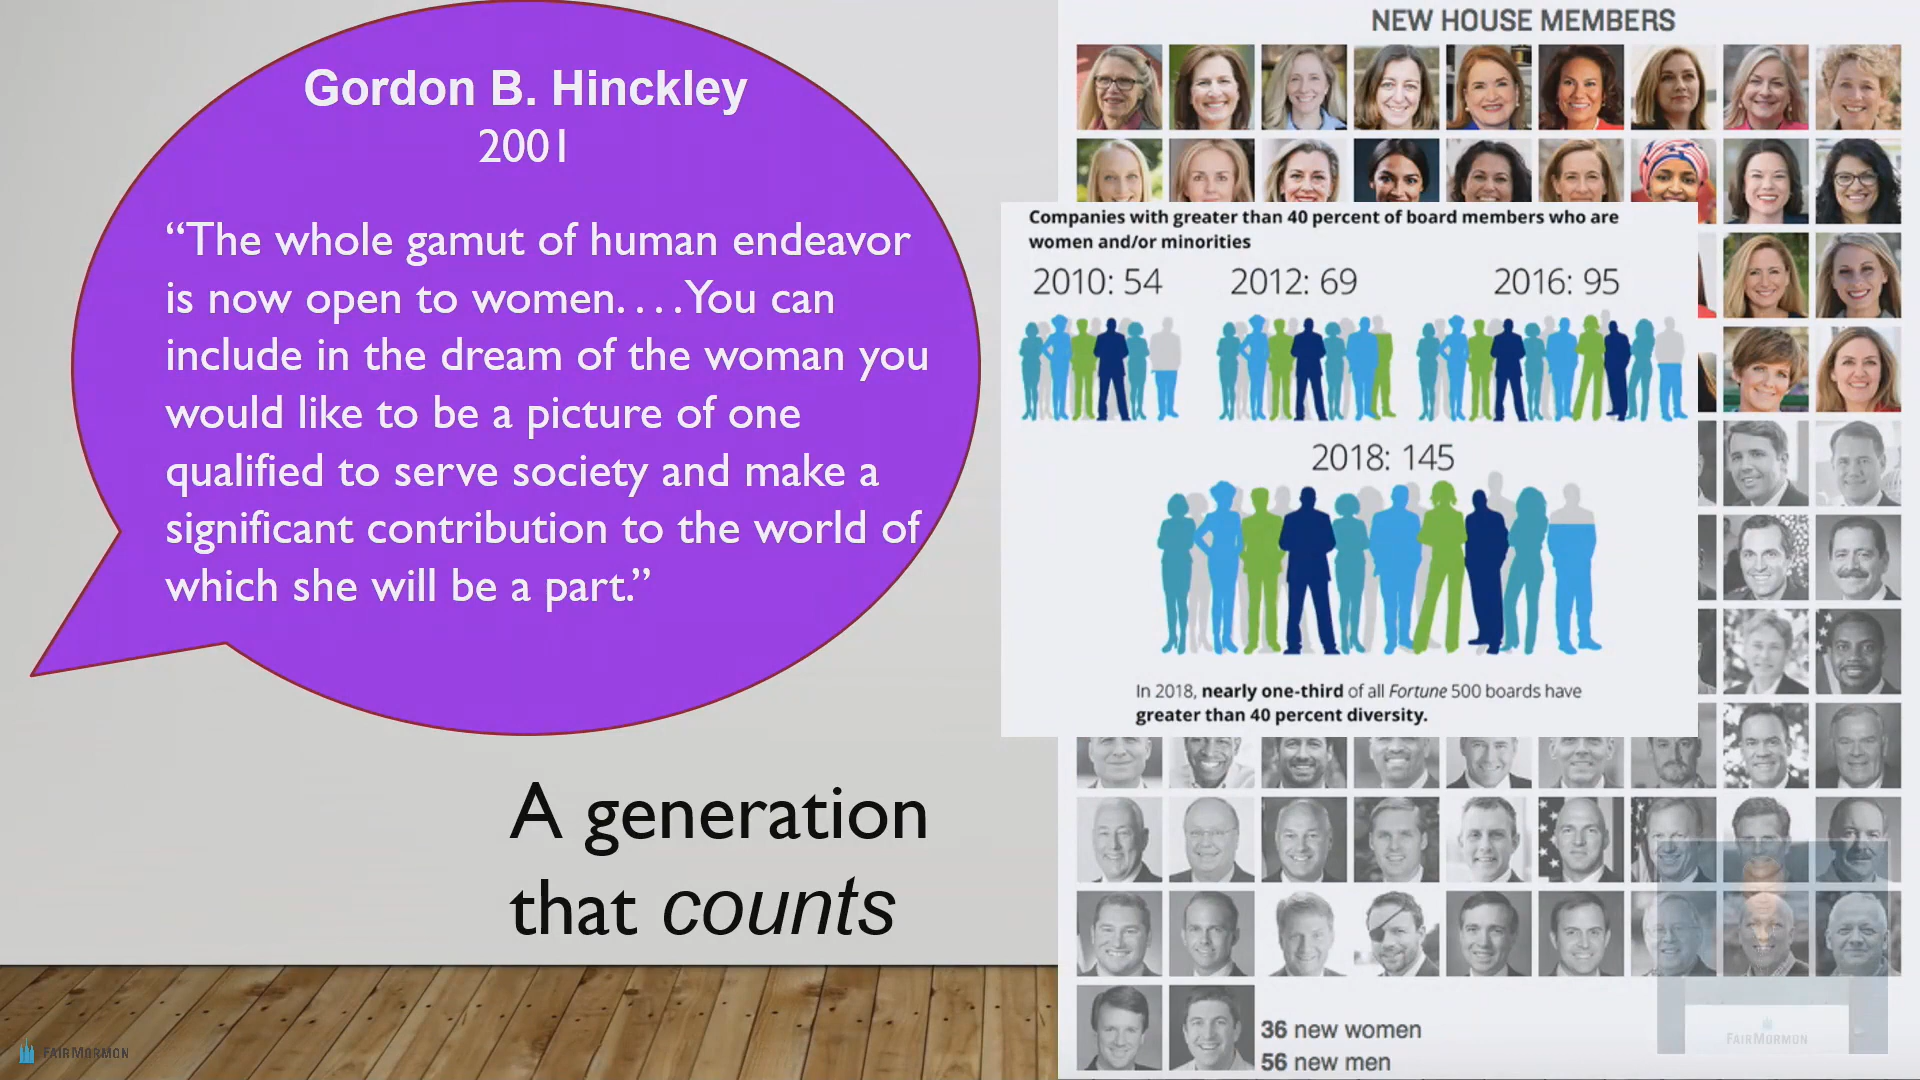 Gordon B. Hinckley
2001
“The whole gamut of human endeavor
is now open to women. . . . You can
include in the dream of the woman you
would like to be a picture of one
qualified to serve society and make a
significant contribution to the world of
which she will be a part.”
A generation
that counts
FAIRMORMON
NEW HOUSE MEMBERS
Companies with greater than 40 percent of board members who are
women and/or minorities
2010: 54
2012: 69
2016: 95
2018: 145
In 2018, nearly one-third of all Fortune 500 boards have
greater than 40 percent diversity.
36 new women
56 new men
FAIRMORMON